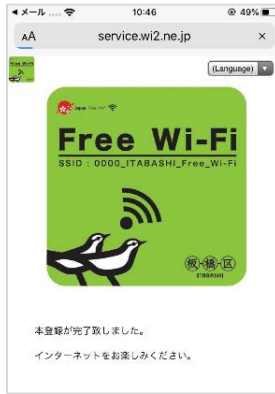 メール
10:46
49%
AA
service.wi2.ne.jp
×
(Language)
Japan Free Wi-Fi
Free Wi-Fi
SSID : 0000_ITABASHI_Free_Wi-Fi
板橋区
ITABASHI
本登録が完了致しました。
インターネットをお楽しみください。